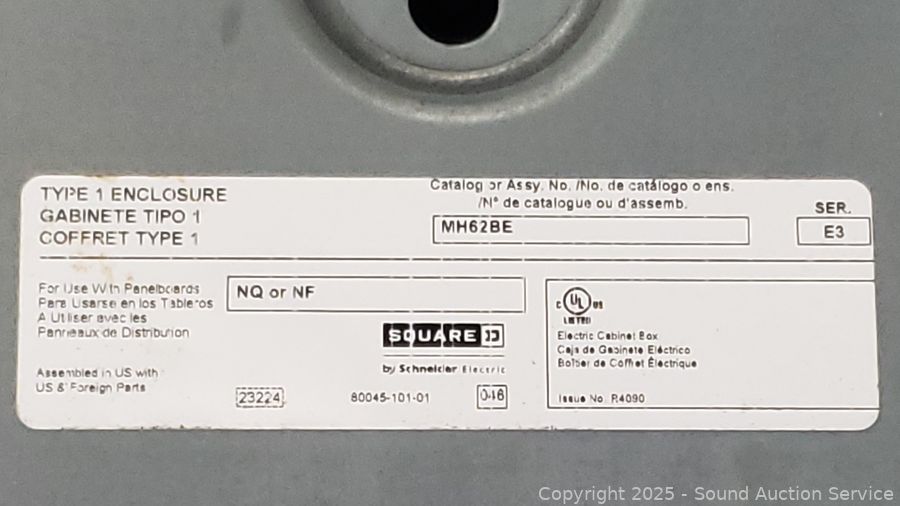 TYPE 1 ENCLOSURE
GABINETE TIPO 1
COFFRET TYPE 1
Catalog or Assy. No. /No. de catálogo o ens.
/N° de catalogue ou d'assemb.
MH62BE
SER.
E3
For Use With Panelboards
Para Usarse en los Tableros
A Utiliser avec les
Panneaux de Distribution
NQ or NF
SQUARE D
by Schneider Electric
Assembled in US with
US & Foreign Parts
23224
80045-101-01
046
C UL US
LISTED
Electric Cabinet Box
Caja de Gabinete Eléctrico
Boîtier de Coffret Électrique
Issue No. R4090
Copyright 2025 - Sound Auction Service